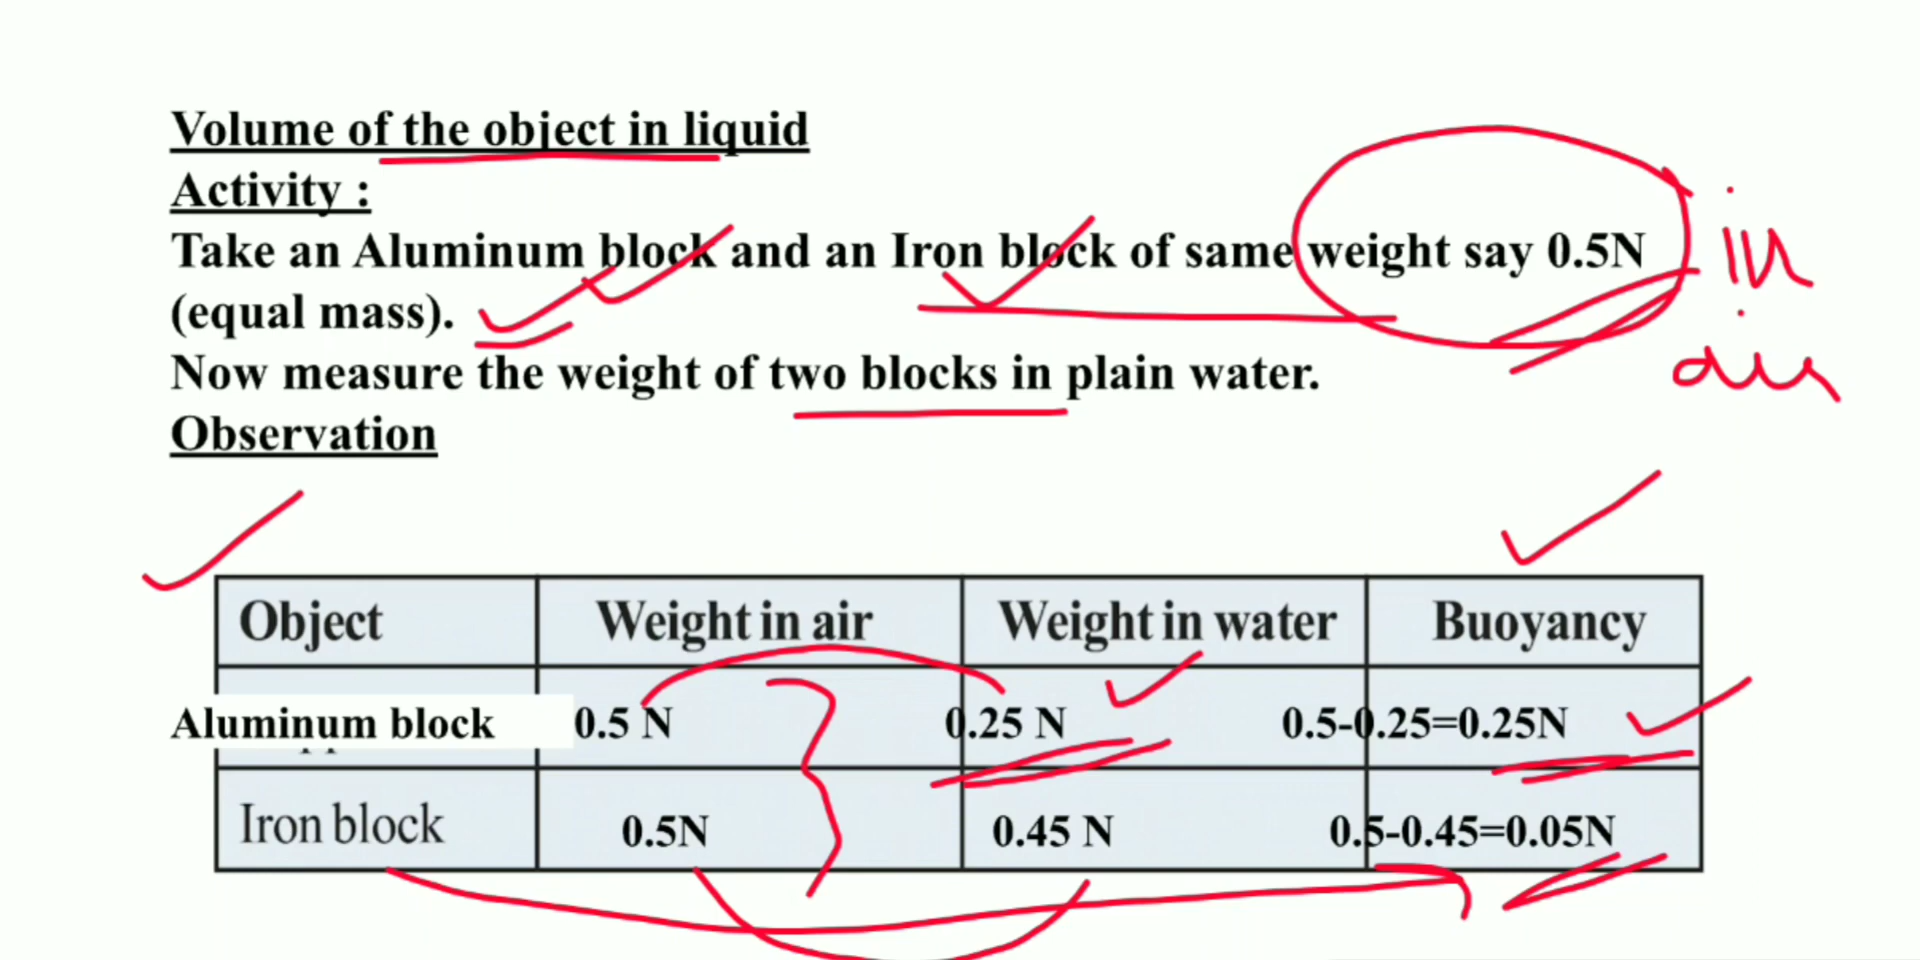 Volume of the object in liquid
Activity :
Take an Aluminum block and an Iron block of same weight say 0.5N
in
(equal mass).
air
Now measure the weight of two blocks in plain water.
Observation
Object Weight in air Weight in water Buoyancy
Aluminum block 0.5 N 0.25 N 0.5-0.25=0.25N
Iron block 0.5N 0.45 N 0.5-0.45=0.05N